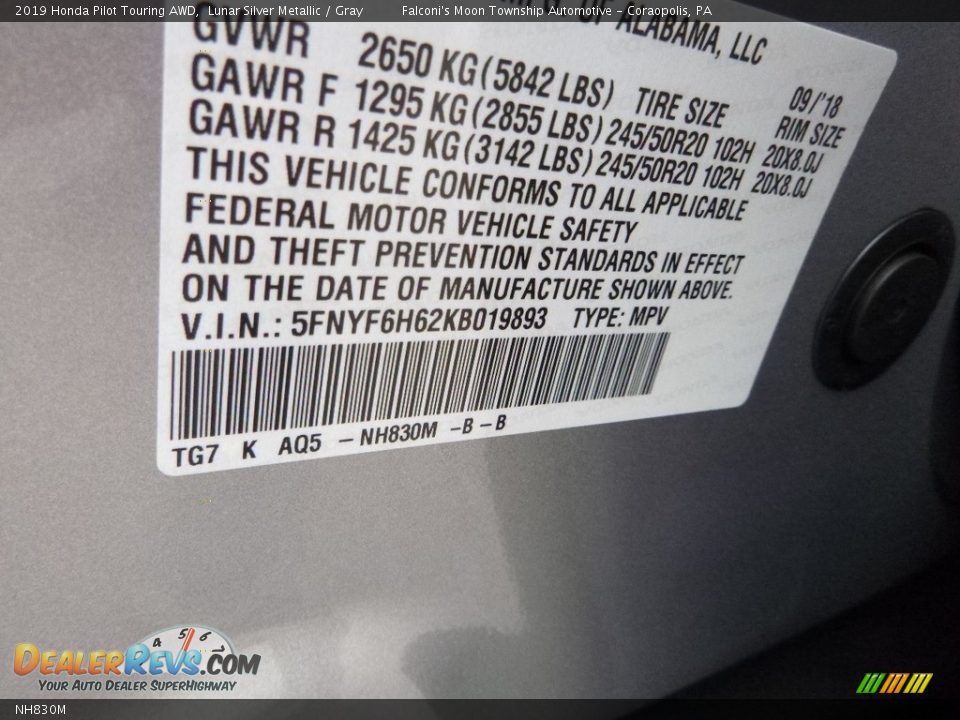 2019 Honda Pilot Touring AWD, Lunar Silver Metallic / Gray Falconi's Moon Township Automotive - Coraopolis, PA
OF ALABAMA, LLC
GVWR 2650 KG (5842 LBS) TIRE SIZE 09/'18 RIM SIZE
GAWR F 1295 KG (2855 LBS) 245/50R20 102H 20X8.0J
GAWR R 1425 KG (3142 LBS) 245/50R20 102H 20X8.0J
THIS VEHICLE CONFORMS TO ALL APPLICABLE
FEDERAL MOTOR VEHICLE SAFETY
AND THEFT PREVENTION STANDARDS IN EFFECT
ON THE DATE OF MANUFACTURE SHOWN ABOVE.
V.I.N.: 5FNYF6H62KB019893 TYPE: MPV
TG7 K AQ5 - NH830M -B - B
4 5 6
DEALERREVS.COM
YOUR AUTO DEALER SUPERHIGHWAY
NH830M